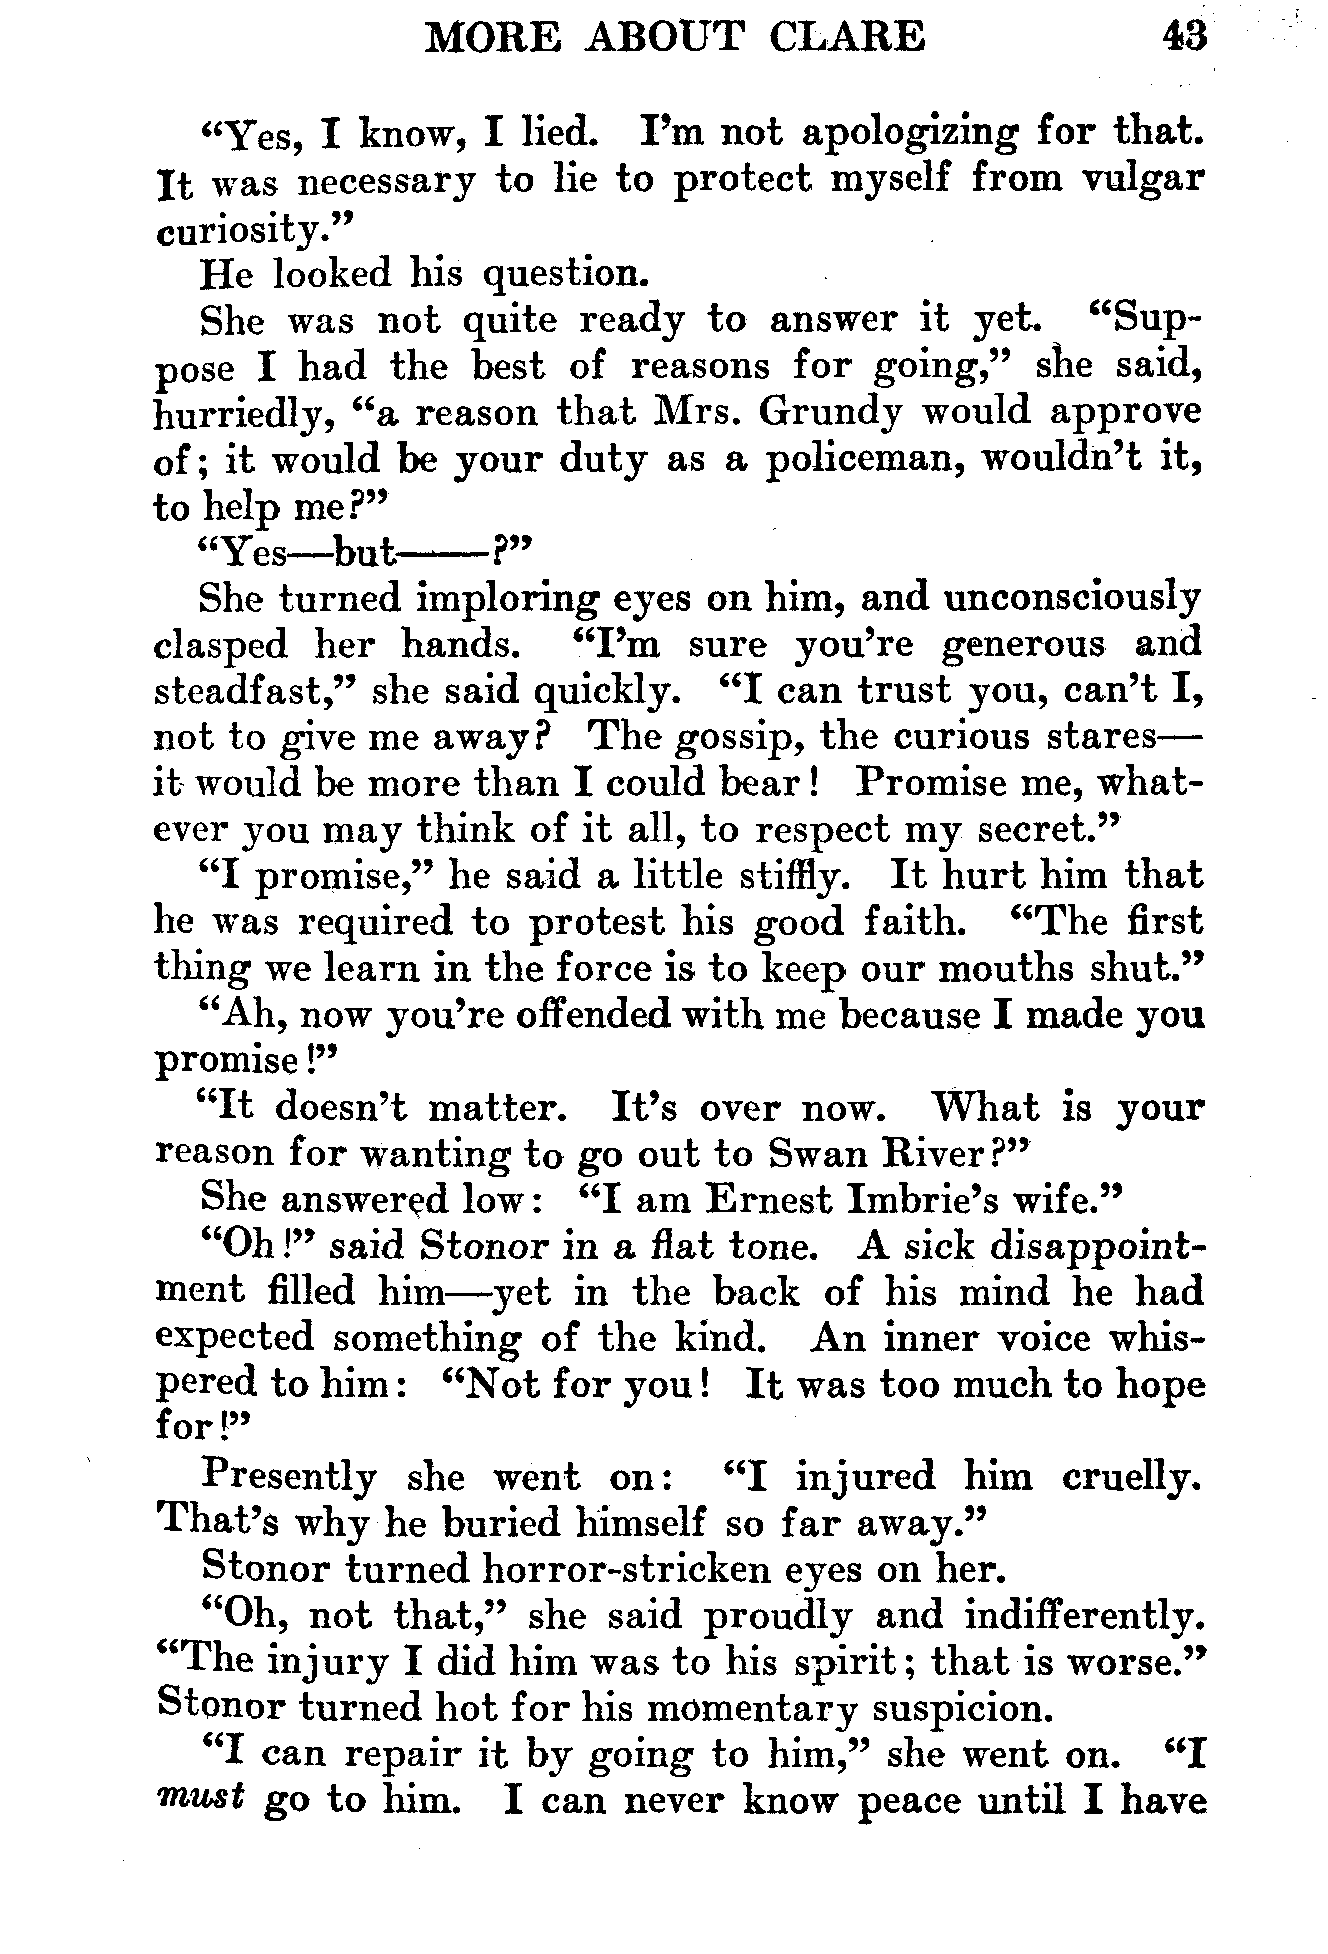 MORE ABOUT CLARE 43
“Yes, I know, I lied. I’m not apologizing for that.
It was necessary to lie to protect myself from vulgar
curiosity.”
He looked his question.
She was not quite ready to answer it yet. “Sup-
pose I had the best of reasons for going,” she said,
hurriedly, “a reason that Mrs. Grundy would approve
of; it would be your duty as a policeman, wouldn’t it,
to help me?”
“Yes—but——?”
She turned imploring eyes on him, and unconsciously
clasped her hands. “I’m sure you’re generous and
steadfast,” she said quickly. “I can trust you, can’t I,
not to give me away? The gossip, the curious stares—
it would be more than I could bear! Promise me, what-
ever you may think of it all, to respect my secret.”
“I promise,” he said a little stiffly. It hurt him that
he was required to protest his good faith. “The first
thing we learn in the force is to keep our mouths shut.”
“Ah, now you’re offended with me because I made you
promise!”
“It doesn’t matter. It’s over now. What is your
reason for wanting to go out to Swan River?”
She answered low: “I am Ernest Imbrie’s wife.”
“Oh!” said Stonor in a flat tone. A sick disappoint-
ment filled him—yet in the back of his mind he had
expected something of the kind. An inner voice whis-
pered to him: “Not for you! It was too much to hope
for!”
Presently she went on: “I injured him cruelly.
That’s why he buried himself so far away.”
Stonor turned horror-stricken eyes on her.
“Oh, not that,” she said proudly and indifferently.
“The injury I did him was to his spirit; that is worse.”
Stonor turned hot for his momentary suspicion.
“I can repair it by going to him,” she went on. “I
must go to him. I can never know peace until I have